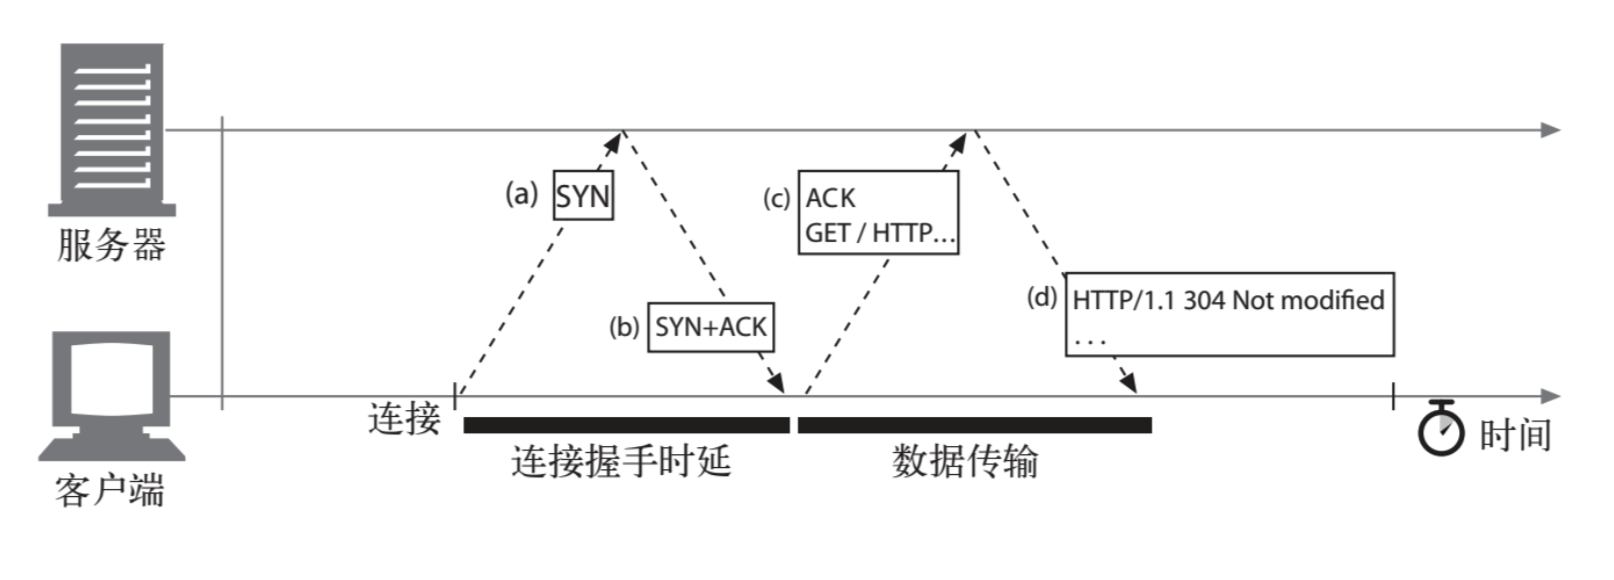 服务器
(a)
SYN
(c)
ACK
GET / HTTP...
(b)
SYN+ACK
(d)
HTTP/1.1 304 Not modified
...
客户端
连接
连接握手时延
数据传输
时间